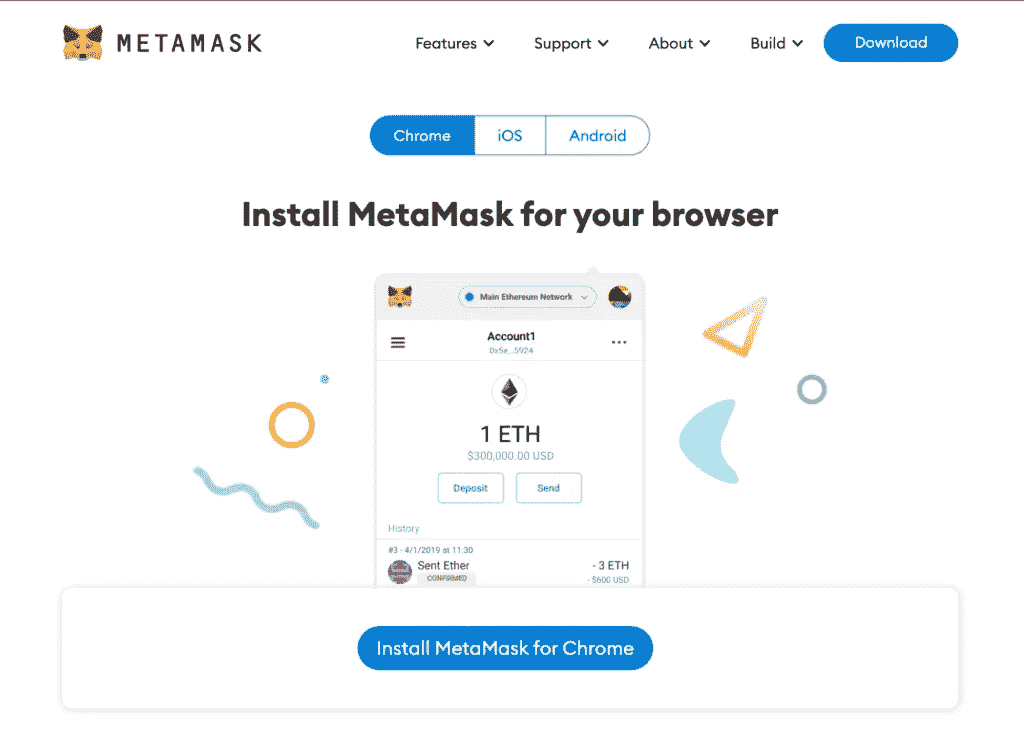 METAMASK
Features Support About Build Download
Chrome iOS Android
Install MetaMask for your browser
Main Ethereum Network
Account1
0x5e...5924
1 ETH
$300,000.00 USD
Deposit Send
History
#3 - 4/1/2019 at 11:30
Sent Ether - 3 ETH
CONFIRMED - $600 USD
Install MetaMask for Chrome